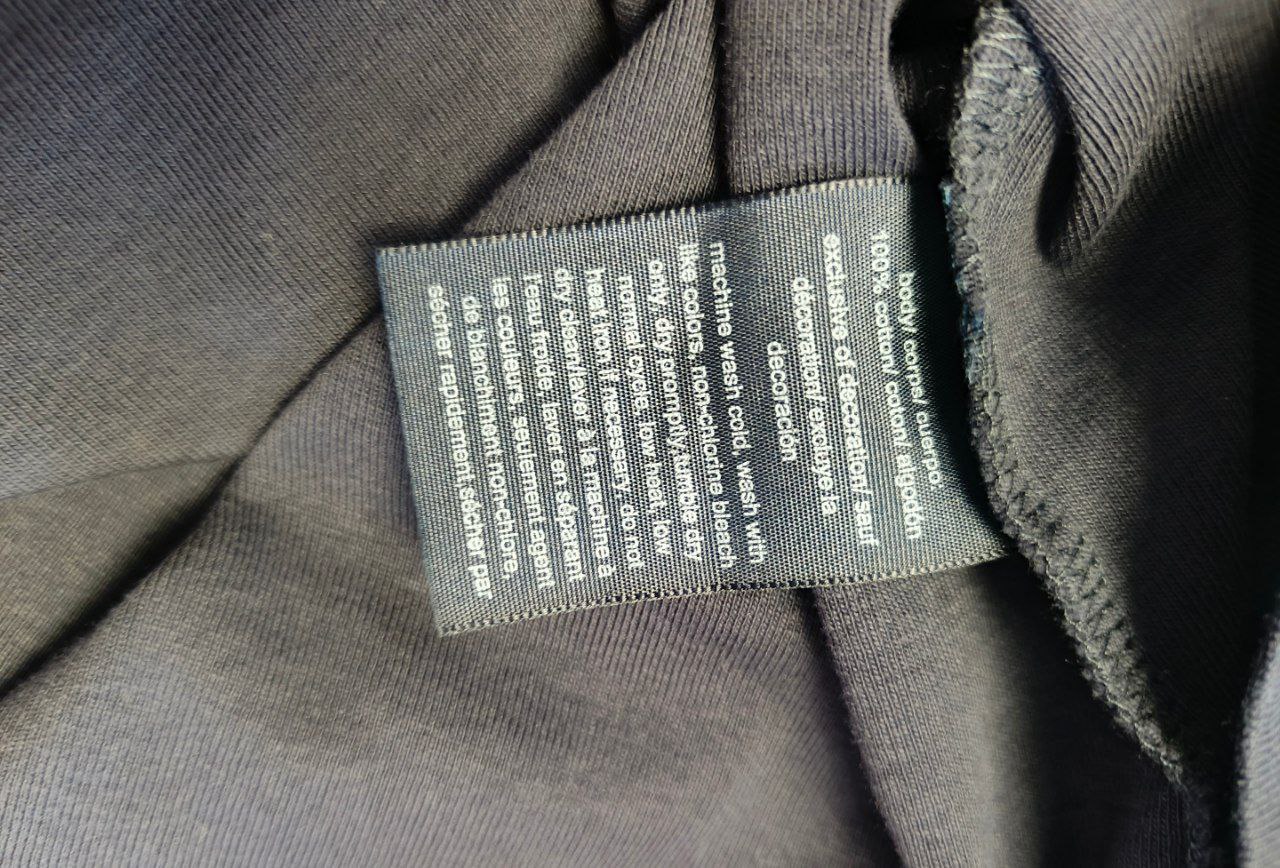 body/ corps/ cuerpo
100% cotton/ coton/ algodón
exclusive of decoration/ sauf
décoration/ excluye la
decoración
machine wash cold, wash with
like colors, non-chlorine bleach
only, dry promptly/tumble dry
normal cycle, low heat, low
heat iron if necessary, do not
dry clean/laver à la machine à
l'eau froide, laver en séparant
les couleurs, seulement agent
de blanchiment non-chloré,
sécher rapidement/sécher par